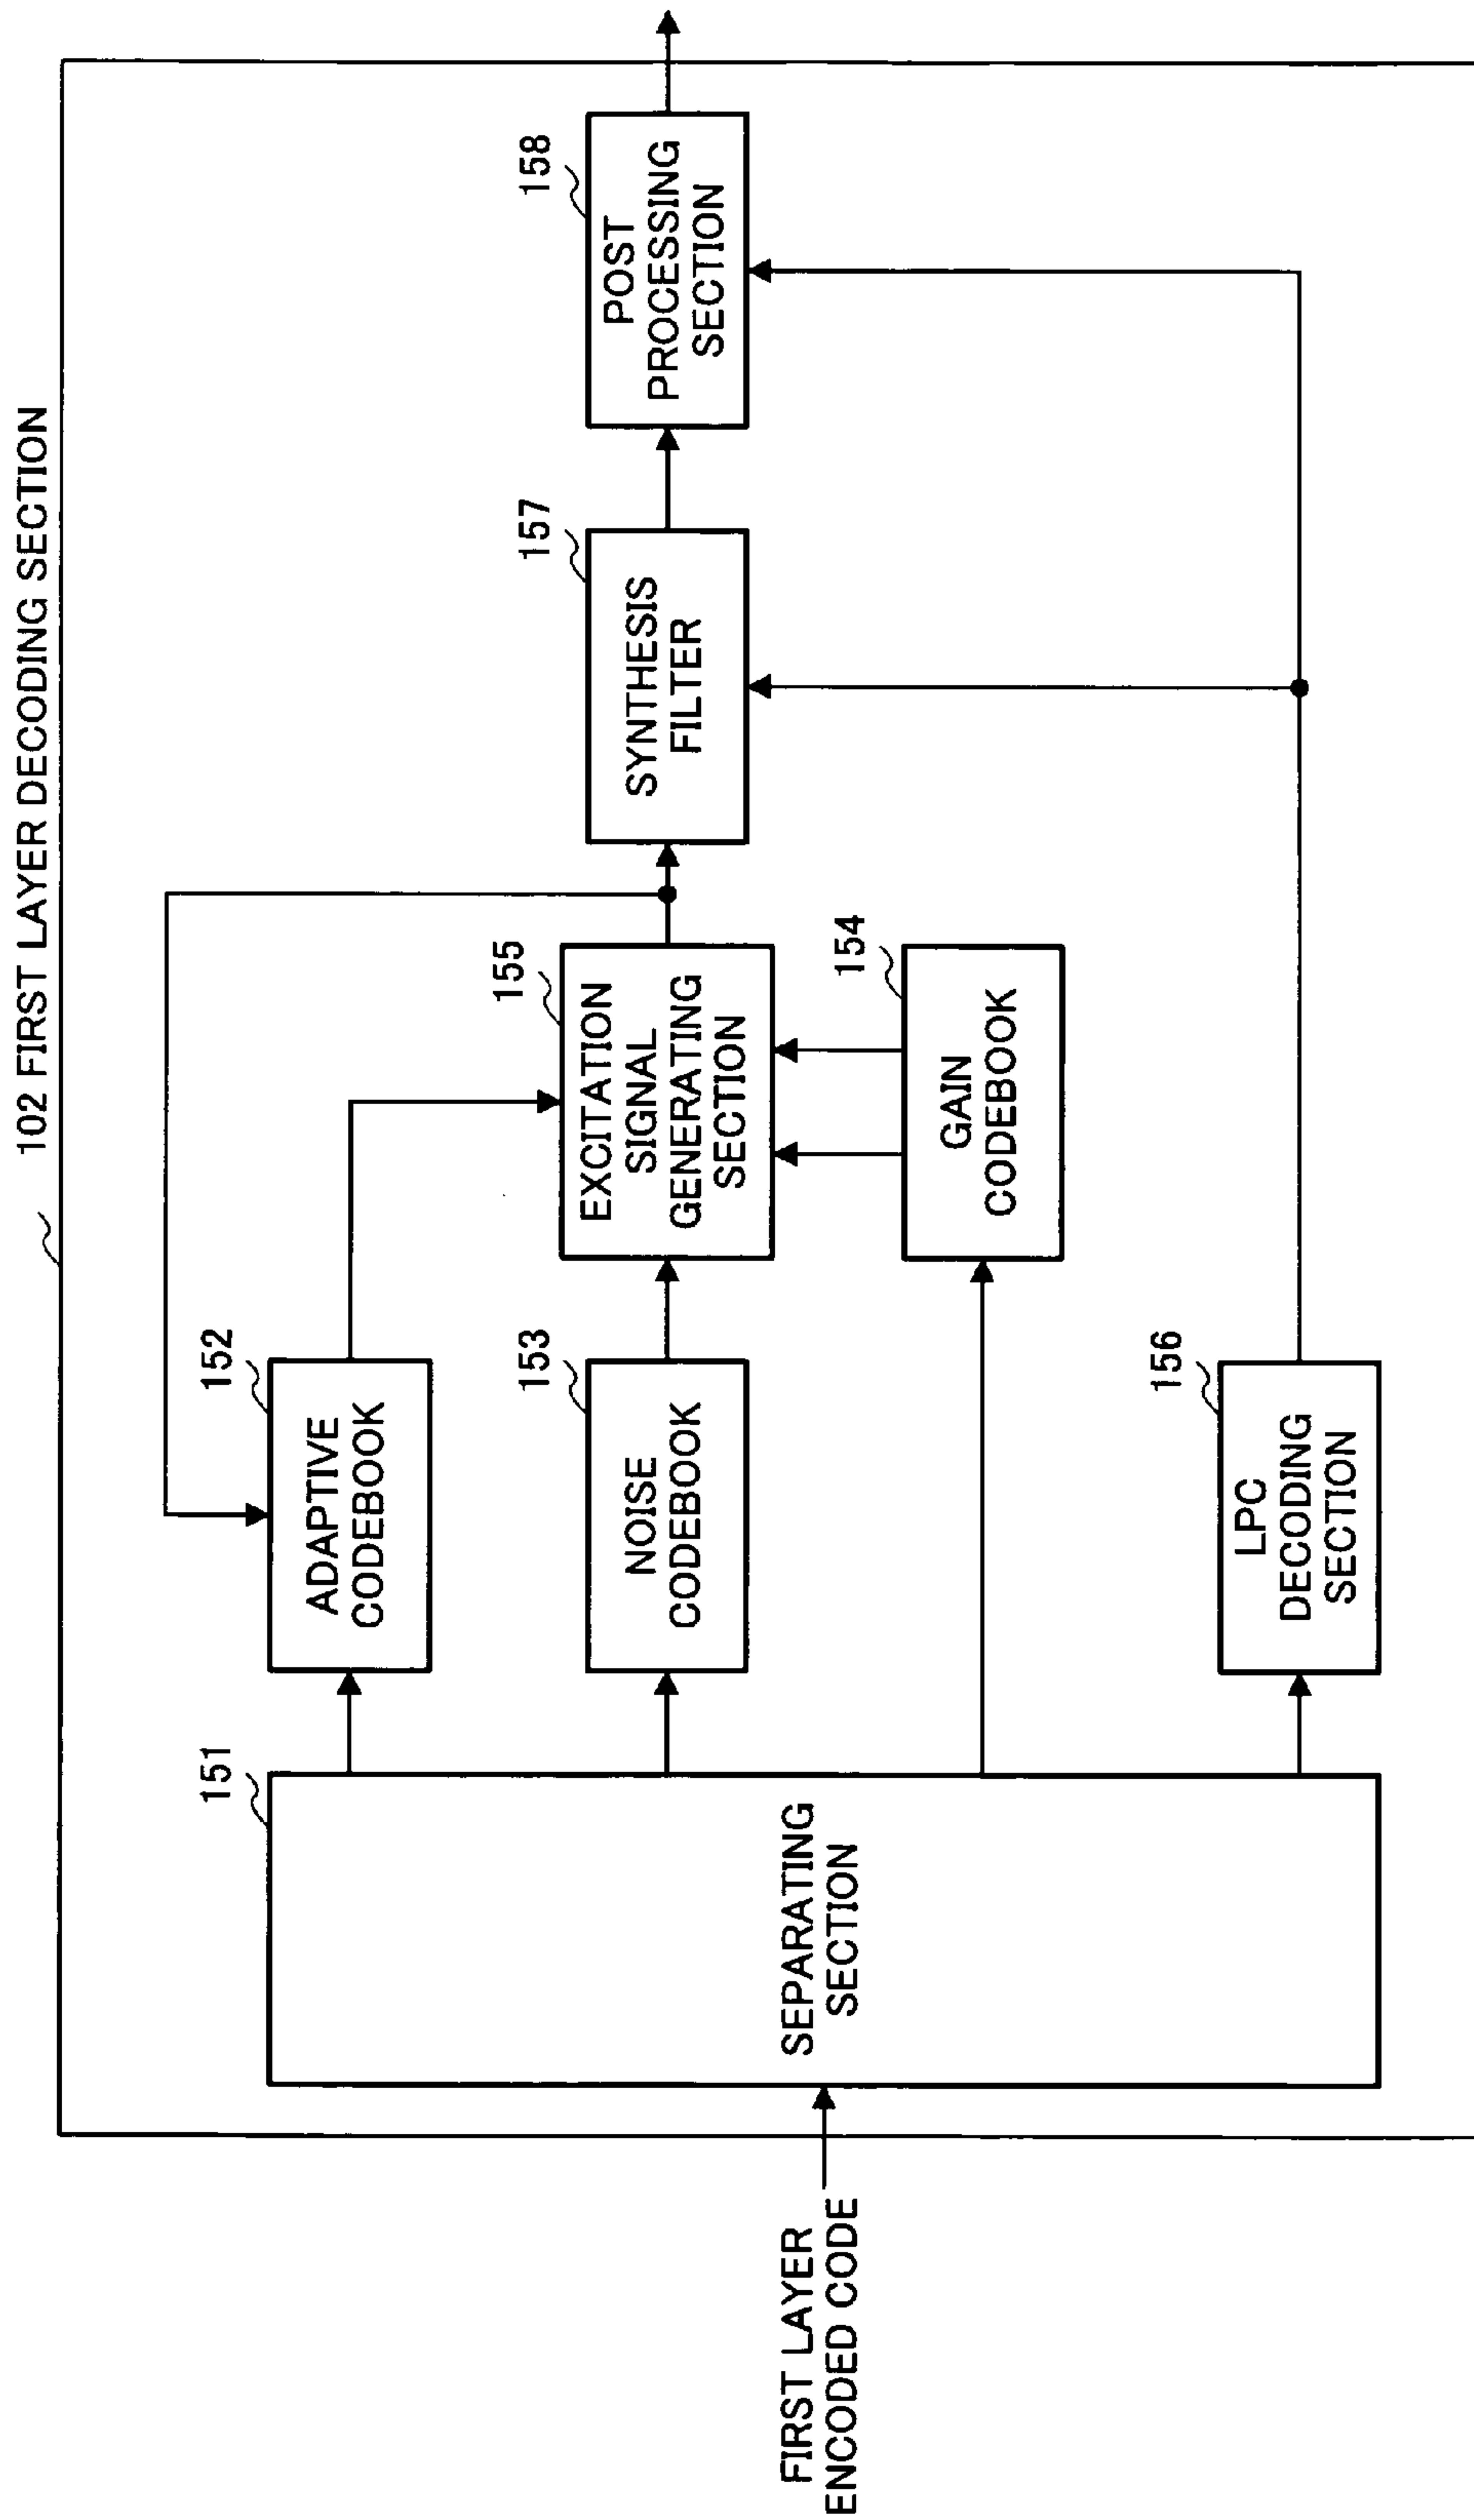 102 FIRST LAYER DECODING SECTION
FIRST LAYER
ENCODED CODE
151
SEPARATING
SECTION
152
ADAPTIVE
CODEBOOK
153
NOISE
CODEBOOK
154
GAIN
CODEBOOK
155
EXCITATION
SIGNAL
GENERATING
SECTION
156
LPC
DECODING
SECTION
157
SYNTHESIS
FILTER
158
POST
PROCESSING
SECTION